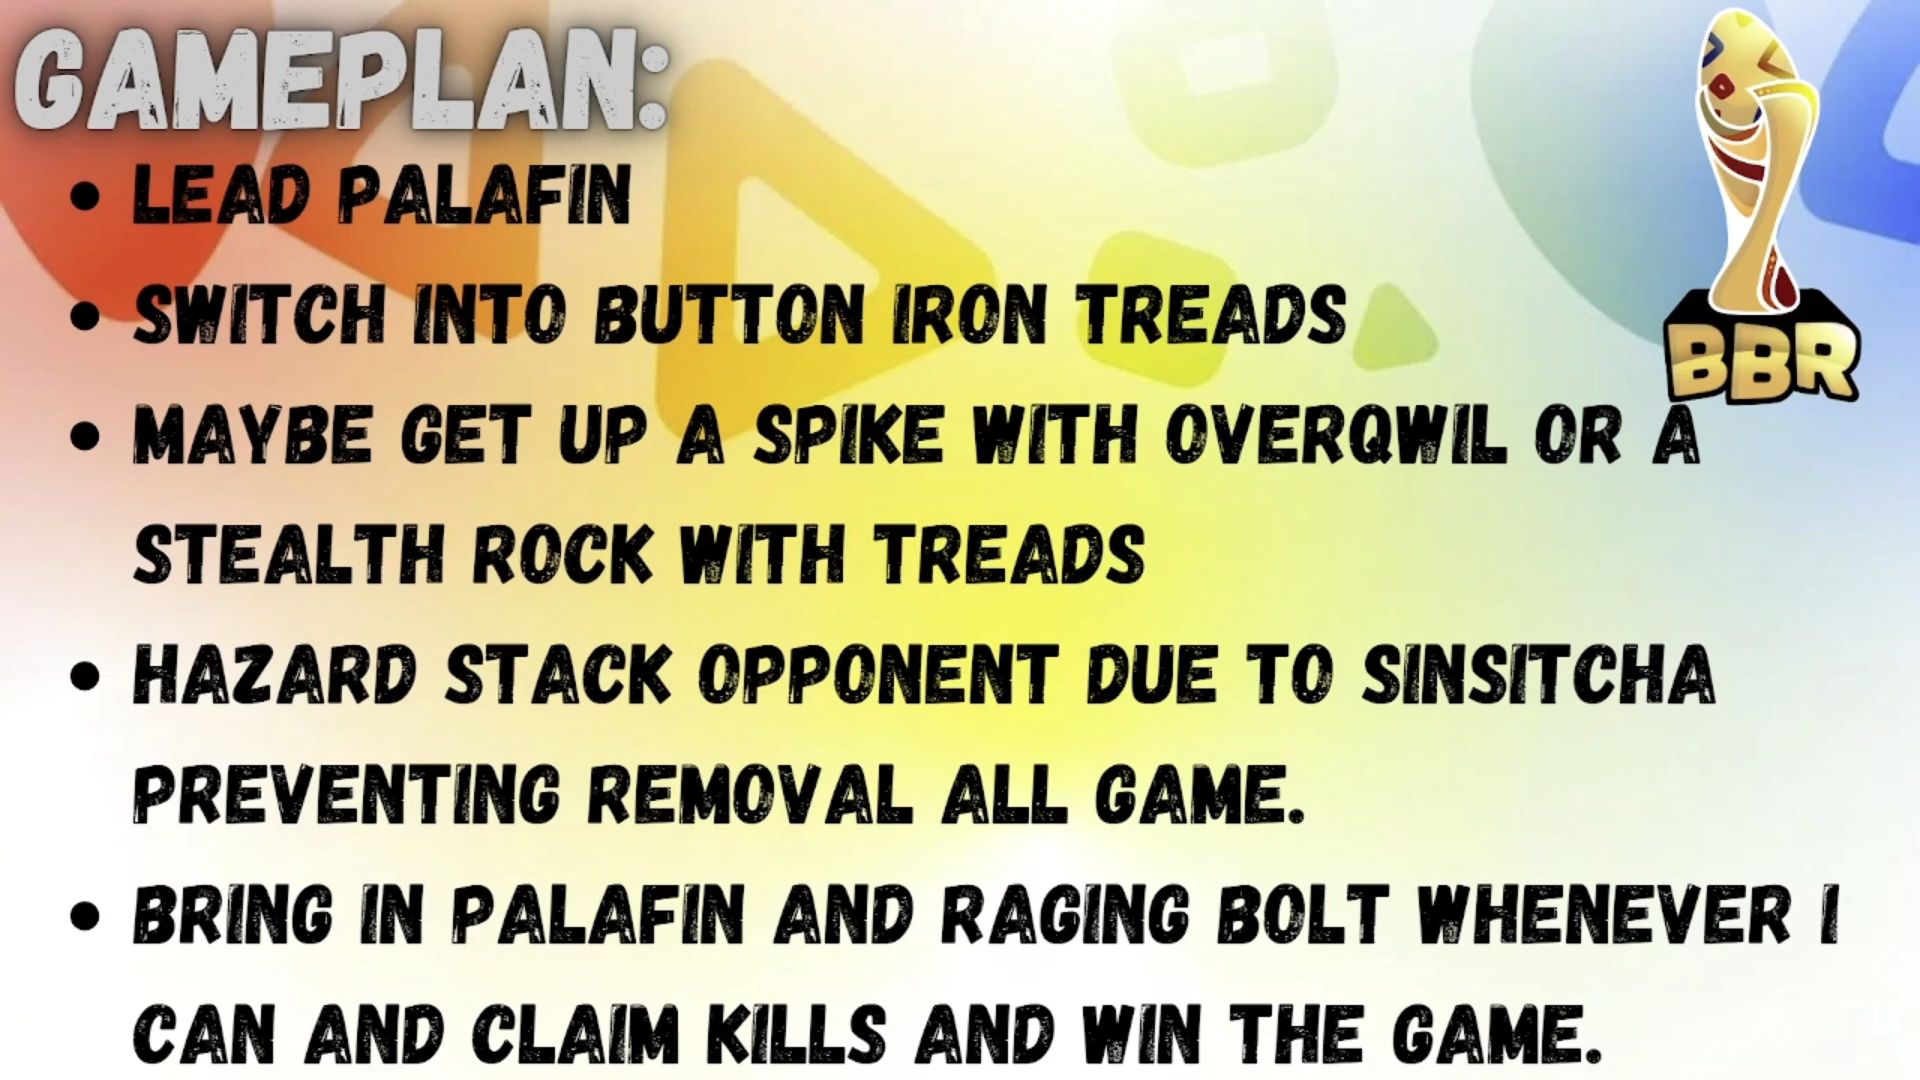 GAMEPLAN:
• LEAD PALAFIN
• SWITCH INTO BUTTON IRON TREADS
• MAYBE GET UP A SPIKE WITH OVERQWIL OR A
STEALTH ROCK WITH TREADS
• HAZARD STACK OPPONENT DUE TO SINSITCHA
PREVENTING REMOVAL ALL GAME.
• BRING IN PALAFIN AND RAGING BOLT WHENEVER I
CAN AND CLAIM KILLS AND WIN THE GAME.
BBR